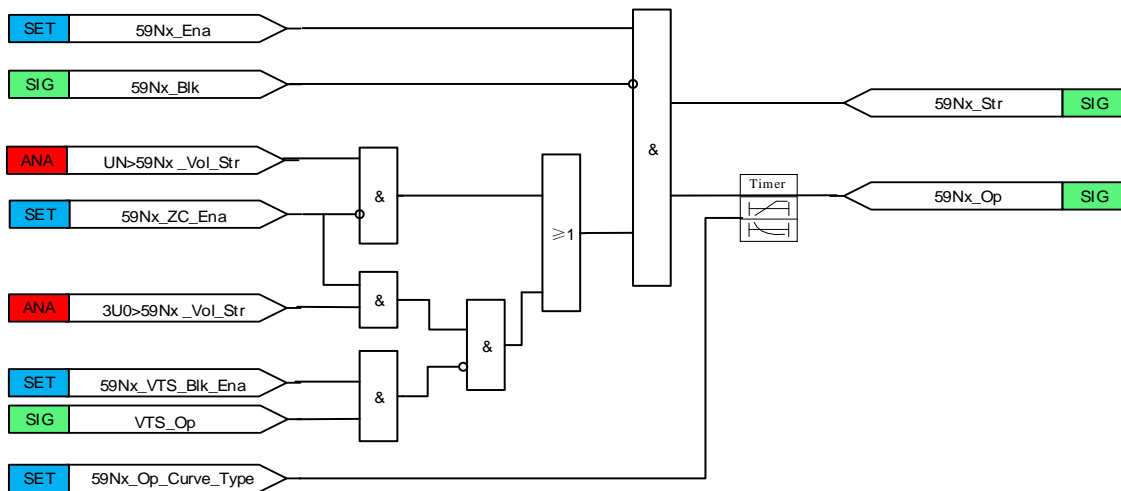 SET 59Nx_Ena
SIG 59Nx_Blk
59Nx_Str SIG
&
ANA UN>59Nx _Vol_Str
&
Timer
SET 59Nx_ZC_Ena
59Nx_Op SIG
≥1
&
ANA 3U0>59Nx _Vol_Str
&
SET 59Nx_VTS_Blk_Ena
&
SIG VTS_Op
SET 59Nx_Op_Curve_Type